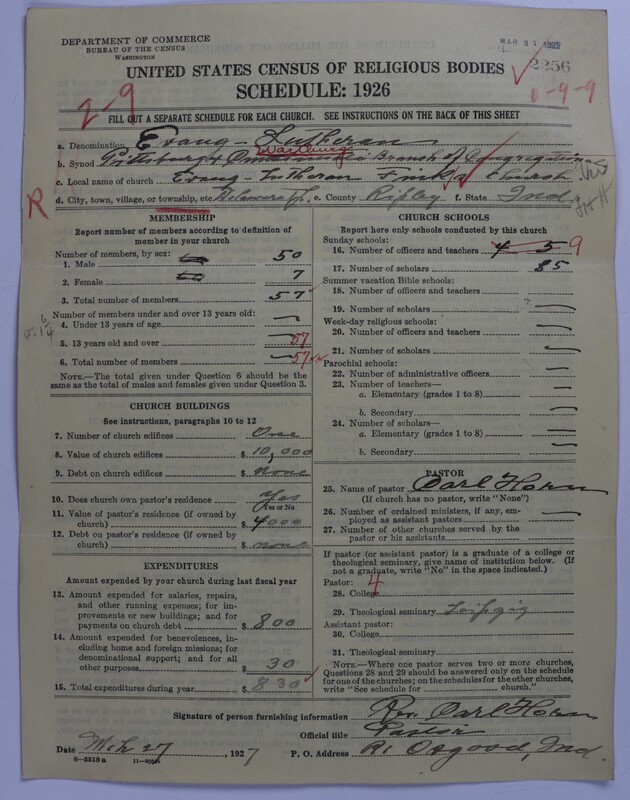 DEPARTMENT OF COMMERCE
BUREAU OF THE CENSUS
WASHINGTON
MAR 31 1927
2256
UNITED STATES CENSUS OF RELIGIOUS BODIES
SCHEDULE: 1926
2-9
9-9
FILL OUT A SEPARATE SCHEDULE FOR EACH CHURCH. SEE INSTRUCTIONS ON THE BACK OF THIS SHEET
a. Denomination Evang-Lutheran
b. Synod Branch of Congregation
c. Local name of church Evang-Lutheran Church
d. City, town, village, or township, etc. Delaware Tp, e. County Ripley f. State Ind.
R
MEMBERSHIP
Report number of members according to definition of member in your church
Number of members, by sex:
1. Male 50
2. Female 7
3. Total number of members 57
Number of members under and over 13 years old:
4. Under 13 years of age —
5. 13 years old and over 57
6. Total number of members 57
NOTE.—The total given under Question 6 should be the same as the total of males and females given under Question 3.
CHURCH BUILDINGS
See instructions, paragraphs 10 to 12
7. Number of church edifices One
8. Value of church edifices $ 10,000
9. Debt on church edifices $ none
10. Does church own pastor's residence Yes
Yes or No
11. Value of pastor's residence (if owned by church) $ 4000
12. Debt on pastor's residence (if owned by church) $ none
EXPENDITURES
Amount expended by your church during last fiscal year
13. Amount expended for salaries, repairs, and other running expenses; for improvements or new buildings; and for payments on church debt $ 800
14. Amount expended for benevolences, including home and foreign missions; for denominational support; and for all other purposes $ 30
15. Total expenditures during year $ 830
CHURCH SCHOOLS
Report here only schools conducted by this church
Sunday schools:
16. Number of officers and teachers 4 5 9
17. Number of scholars 85
Summer vacation Bible schools:
18. Number of officers and teachers —
19. Number of scholars —
Week-day religious schools:
20. Number of officers and teachers —
21. Number of scholars —
Parochial schools:
22. Number of administrative officers —
23. Number of teachers—
a. Elementary (grades 1 to 8) —
b. Secondary —
24. Number of scholars—
a. Elementary (grades 1 to 8) —
b. Secondary —
PASTOR
25. Name of pastor Carl Horn
(If church has no pastor, write "None")
26. Number of ordained ministers, if any, employed as assistant pastors —
27. Number of other churches served by the pastor or his assistants
If pastor (or assistant pastor) is a graduate of a college or theological seminary, give name of institution below. (If not a graduate, write "No" in the space indicated.)
Pastor: 4
28. College
29. Theological seminary Leipzig
Assistant pastor:
30. College
31. Theological seminary
NOTE.—Where one pastor serves two or more churches, Questions 28 and 29 should be answered only on the schedule for one of the churches; on the schedules for the other churches, write "See schedule for church."
Signature of person furnishing information Rev. Carl Horn
Official title Pastor
Date Mch 27, 1927 P. O. Address R1 Osgood, Ind.